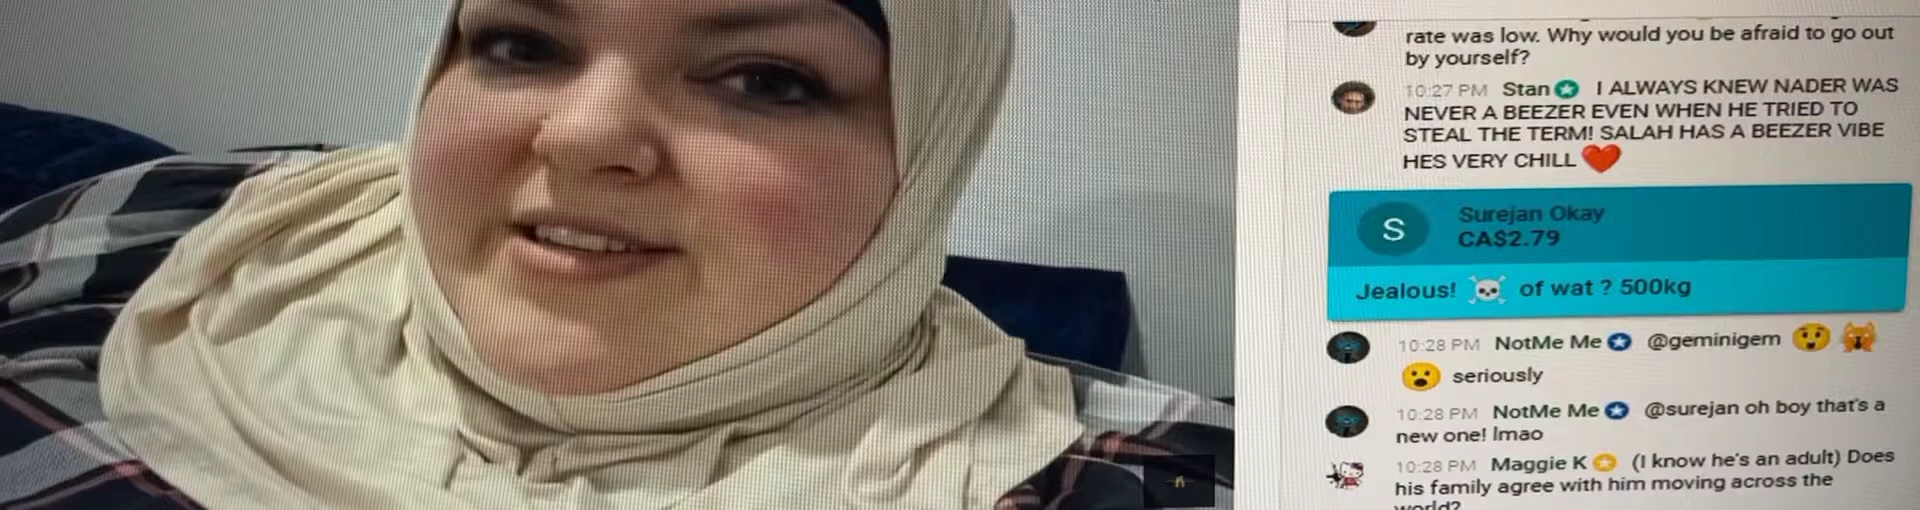 rate was low. Why would you be afraid to go out
by yourself?
10:27 PM Stan I ALWAYS KNEW NADER WAS
NEVER A BEEZER EVEN WHEN HE TRIED TO
STEAL THE TERM! SALAH HAS A BEEZER VIBE
HES VERY CHILL ❤️
S
Surejan Okay
CA$2.79
Jealous! ☠️ of wat ? 500kg
10:28 PM NotMe Me @geminigem 😲 🙀
😮 seriously
10:28 PM NotMe Me @surejan oh boy that's a
new one! lmao
10:28 PM Maggie K (I know he's an adult) Does
his family agree with him moving across the
world?